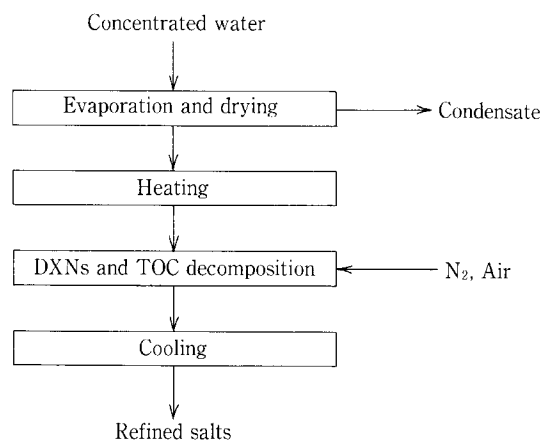 Concentrated water
Evaporation and drying
Condensate
Heating
DXNs and TOC decomposition
N₂, Air
Cooling
Refined salts